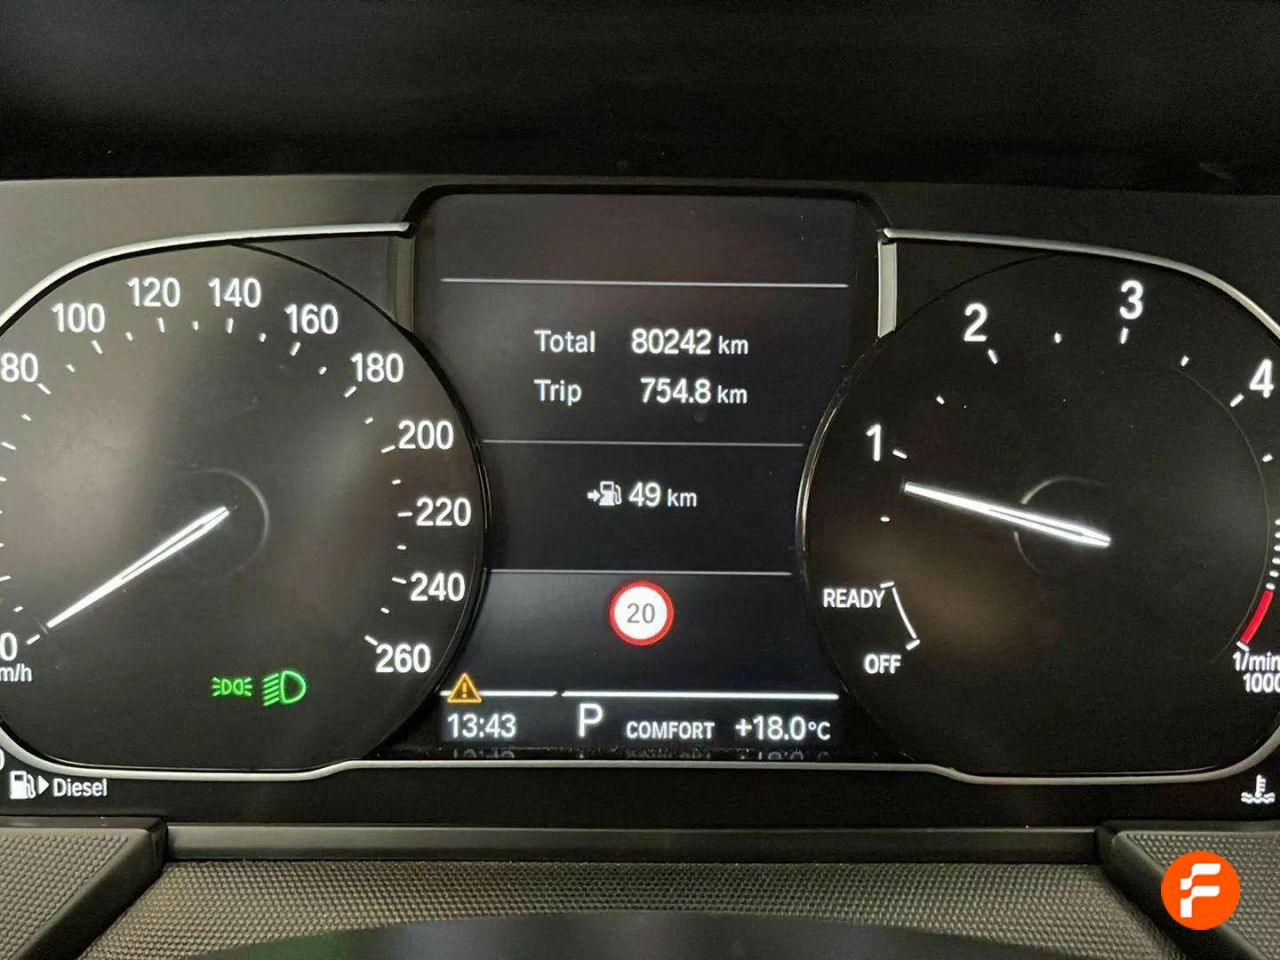 Total 80242 km
Trip 754.8 km
49 km
20
13:43 P COMFORT +18.0°C
80 100 120 140 160 180 200 220 240 260
0
m/h
1 2 3 4
READY
OFF
1/min
1000
Diesel